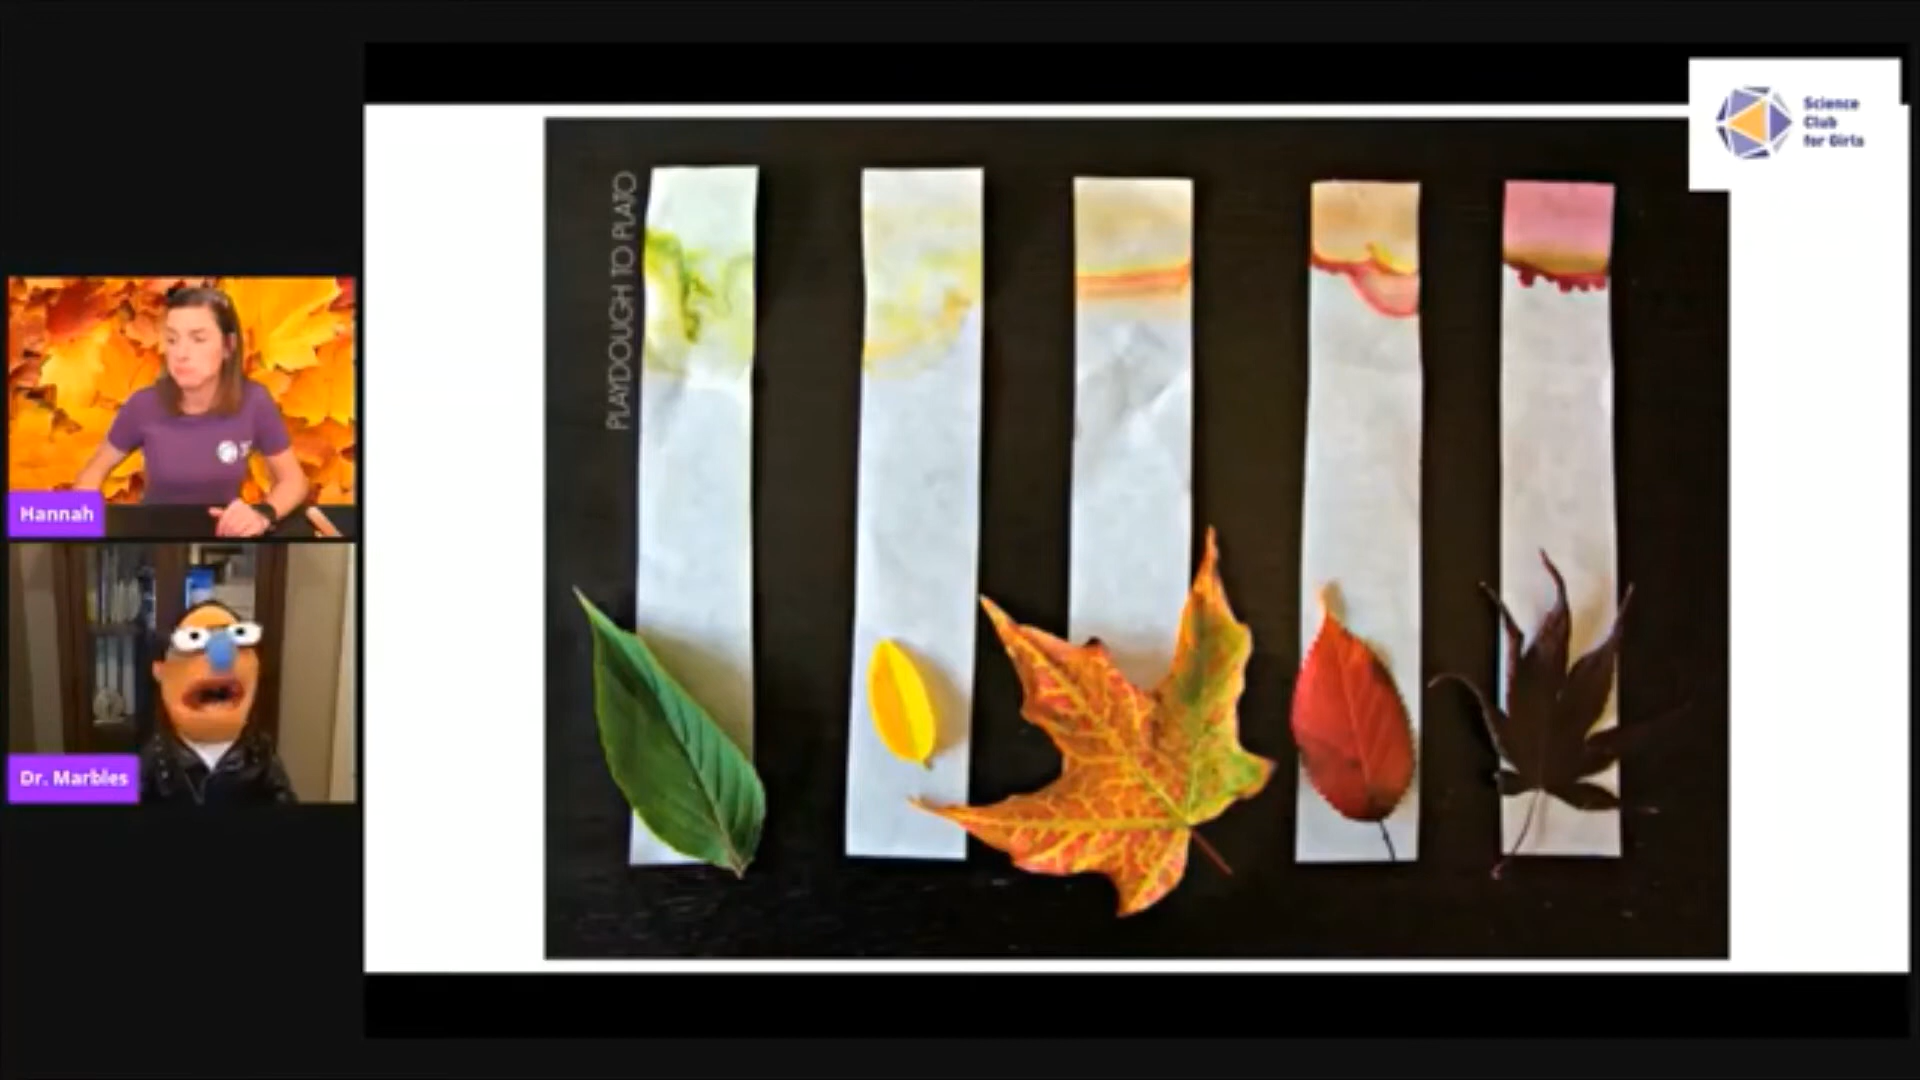 Science
Club
for Girls
PLAYDOUGH TO PLATO
Hannah
Dr. Marbles